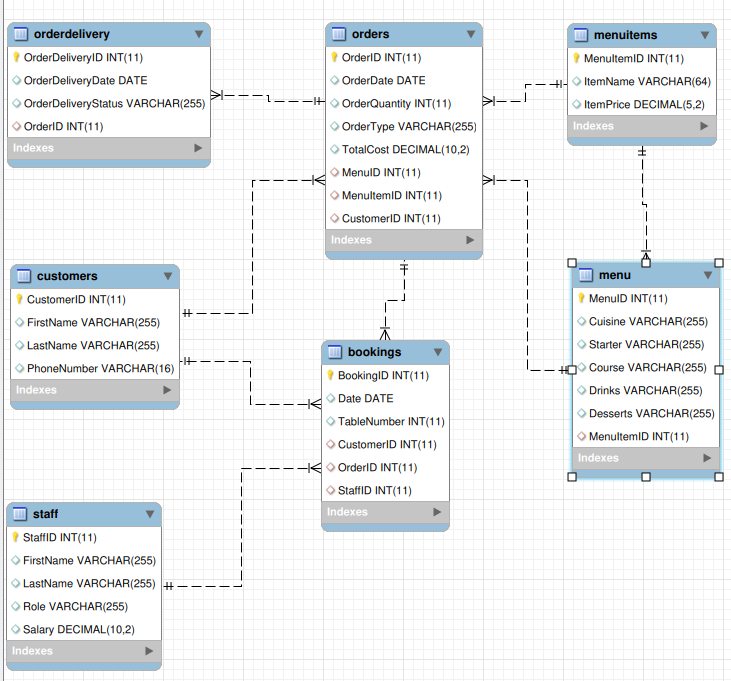 orderdelivery
OrderDeliveryID INT(11)
OrderDeliveryDate DATE
OrderDeliveryStatus VARCHAR(255)
OrderID INT(11)
Indexes
orders
OrderID INT(11)
OrderDate DATE
OrderQuantity INT(11)
OrderType VARCHAR(255)
TotalCost DECIMAL(10,2)
MenuID INT(11)
MenuItemID INT(11)
CustomerID INT(11)
Indexes
menuitems
MenuItemID INT(11)
ItemName VARCHAR(64)
ItemPrice DECIMAL(5,2)
Indexes
customers
CustomerID INT(11)
FirstName VARCHAR(255)
LastName VARCHAR(255)
PhoneNumber VARCHAR(16)
Indexes
menu
MenuID INT(11)
Cuisine VARCHAR(255)
Starter VARCHAR(255)
Course VARCHAR(255)
Drinks VARCHAR(255)
Desserts VARCHAR(255)
MenuItemID INT(11)
Indexes
bookings
BookingID INT(11)
Date DATE
TableNumber INT(11)
CustomerID INT(11)
OrderID INT(11)
StaffID INT(11)
Indexes
staff
StaffID INT(11)
FirstName VARCHAR(255)
LastName VARCHAR(255)
Role VARCHAR(255)
Salary DECIMAL(10,2)
Indexes